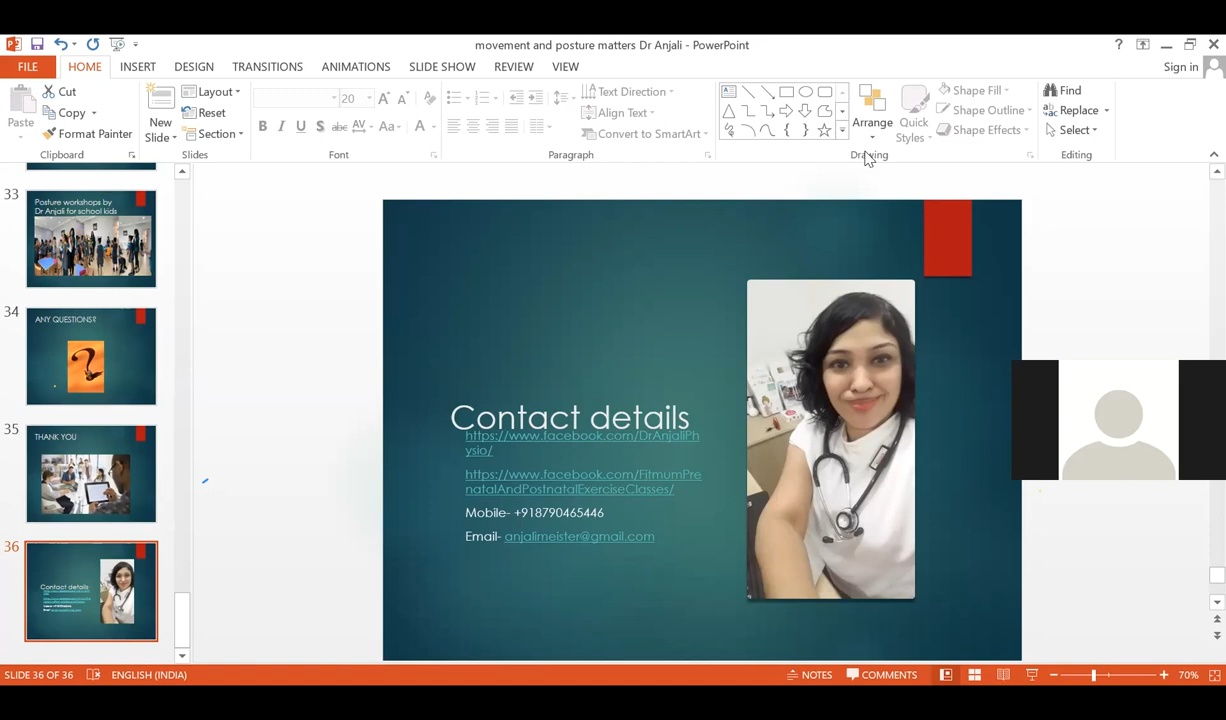 movement and posture matters Dr Anjali - PowerPoint
?
FILE HOME INSERT DESIGN TRANSITIONS ANIMATIONS SLIDE SHOW REVIEW VIEW Sign in
Paste
Cut
Copy
Format Painter
Clipboard
New
Slide
Layout
Reset
Section
Slides
20
B I U S abc AV Aa A
Font
Text Direction
Align Text
Convert to SmartArt
Paragraph
Arrange
Quick
Styles
Shape Fill
Shape Outline
Shape Effects
Drawing
Find
Replace
Select
Editing
33
Posture workshops by
Dr Anjali for school kids
34
ANY QUESTIONS?
35
THANK YOU
36
Contact details
Contact details
https://www.facebook.com/DrAnjaliPh
ysio/
https://www.facebook.com/FitmumPre
natalAndPostnatalExerciseClasses/
Mobile- +918790465446
Email- anjalimeister@gmail.com
SLIDE 36 OF 36 ENGLISH (INDIA) NOTES COMMENTS 70%